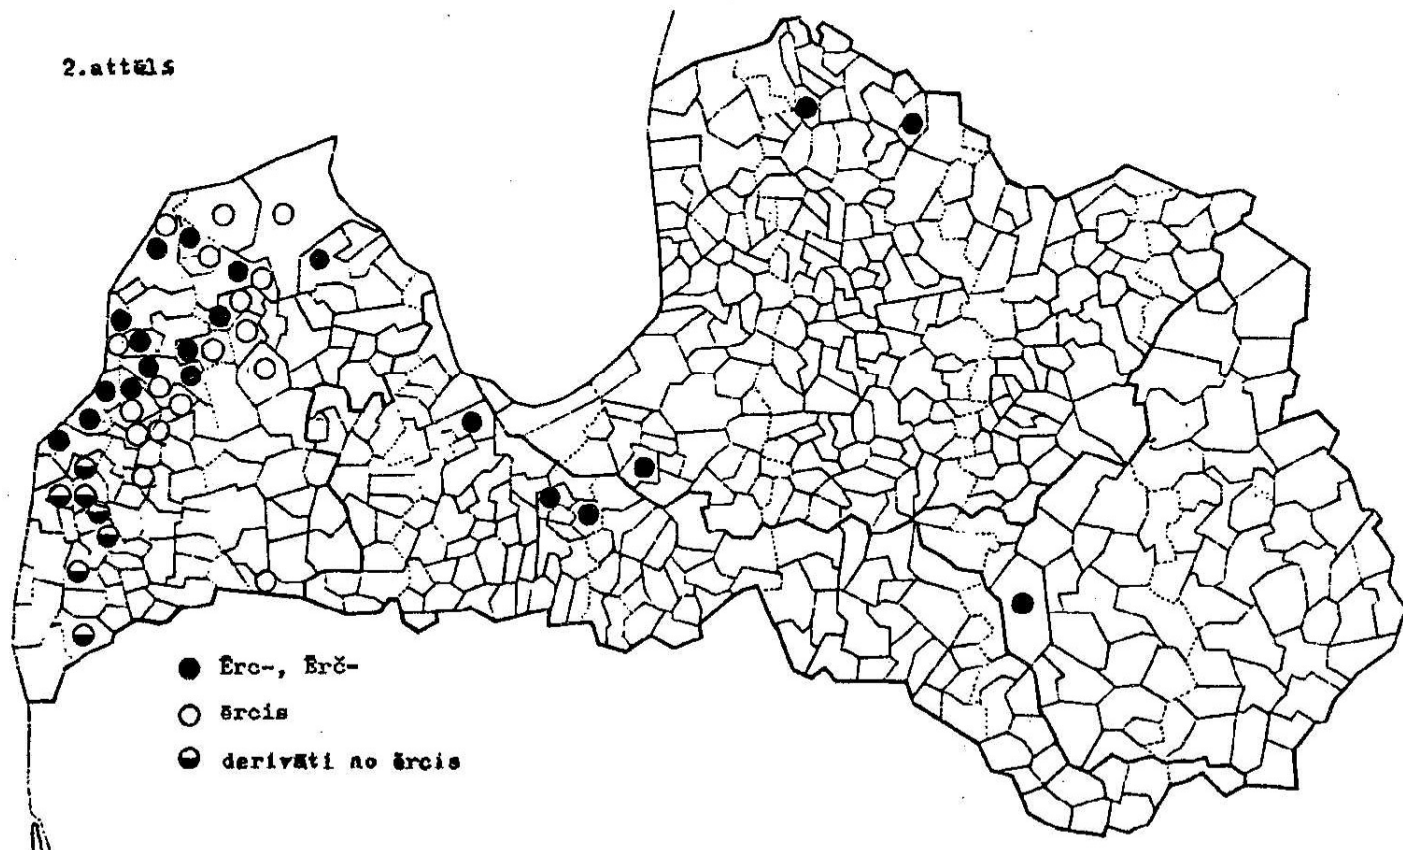 2.attēls
Ērc-, Ērč-
ērcis
derivāti no ērcis